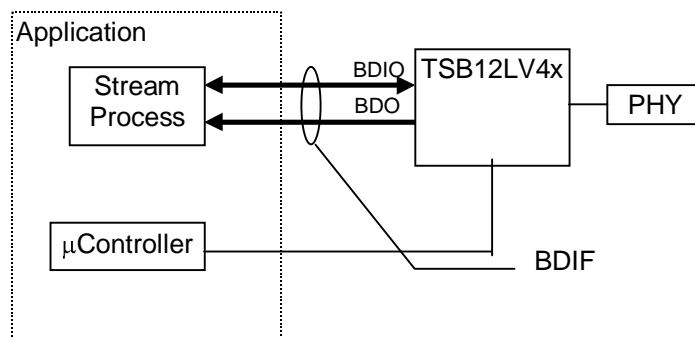 Application
Stream
Process
BDIO
BDO
TSB12LV4x
PHY
μController
BDIF